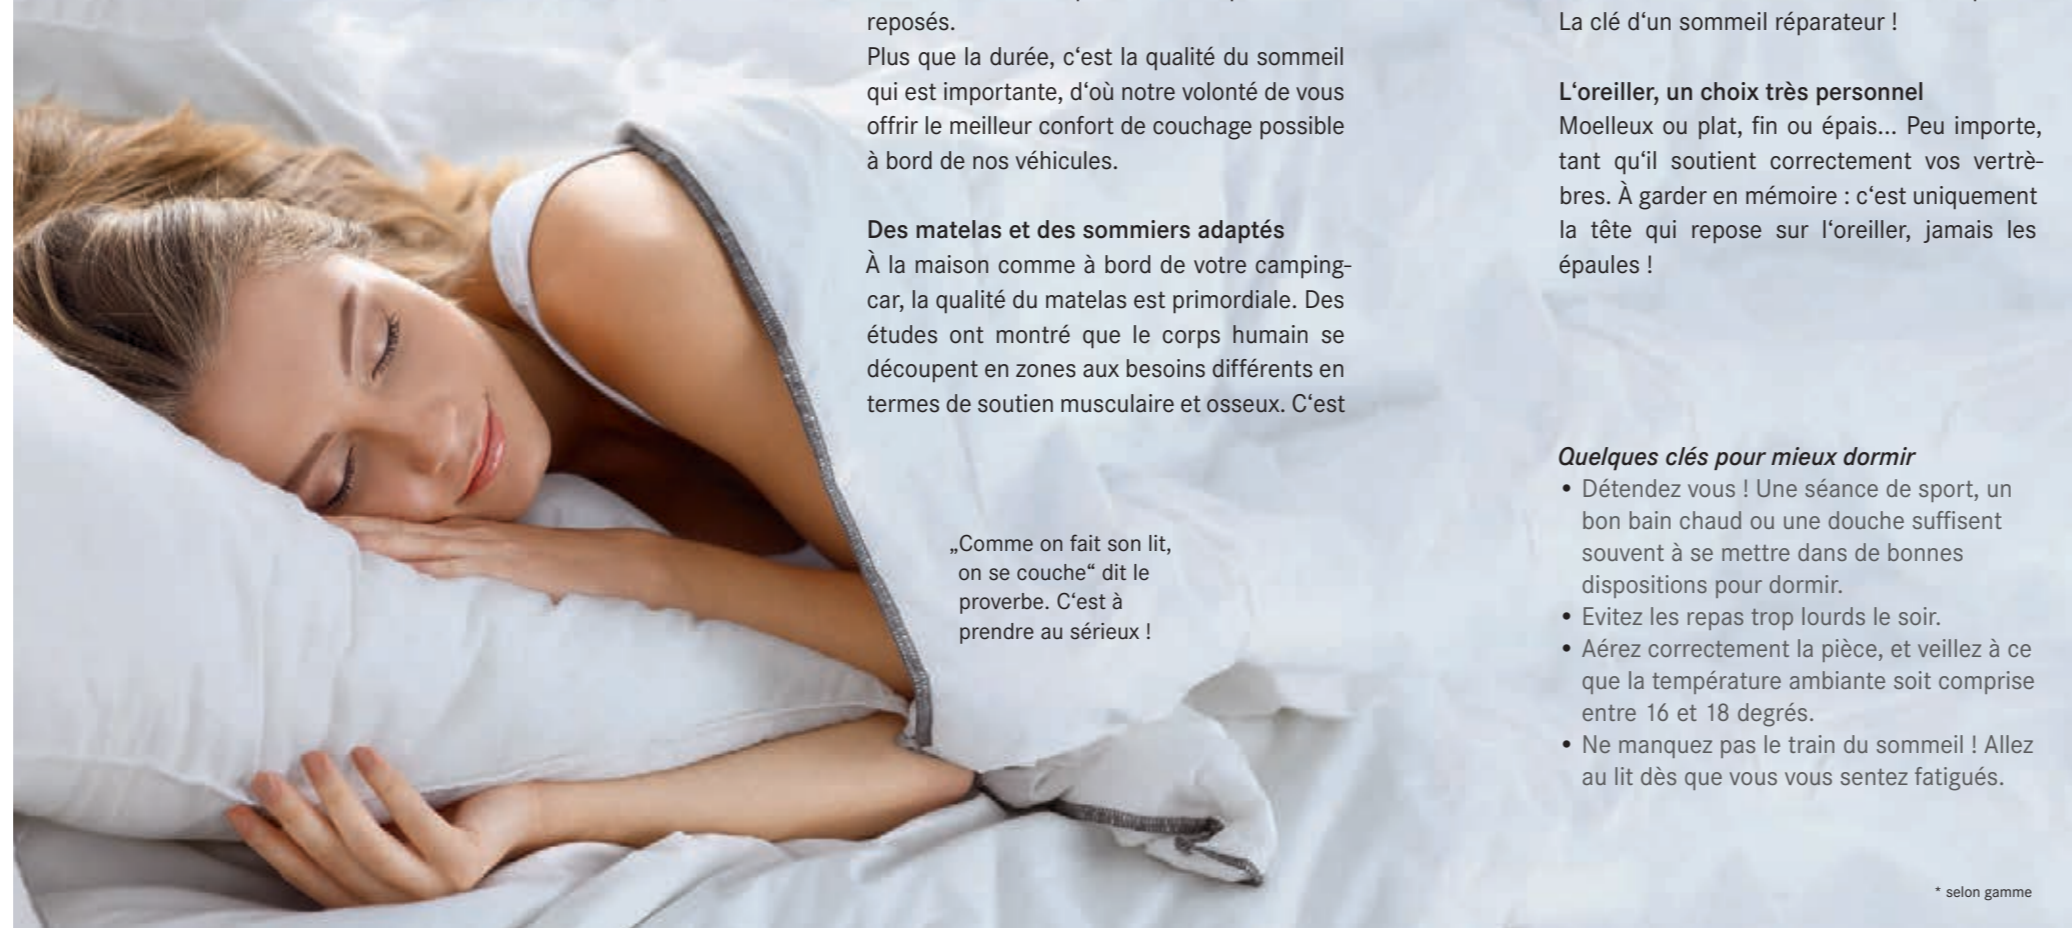 reposés.
Plus que la durée, c‘est la qualité du sommeil
qui est importante, d‘où notre volonté de vous
offrir le meilleur confort de couchage possible
à bord de nos véhicules.
Des matelas et des sommiers adaptés
À la maison comme à bord de votre camping-
car, la qualité du matelas est primordiale. Des
études ont montré que le corps humain se
découpent en zones aux besoins différents en
termes de soutien musculaire et osseux. C‘est
„Comme on fait son lit,
on se couche“ dit le
proverbe. C‘est à
prendre au sérieux !
La clé d‘un sommeil réparateur !
L‘oreiller, un choix très personnel
Moelleux ou plat, fin ou épais... Peu importe,
tant qu‘il soutient correctement vos vertrè-
bres. À garder en mémoire : c‘est uniquement
la tête qui repose sur l‘oreiller, jamais les
épaules !
Quelques clés pour mieux dormir
• Détendez vous ! Une séance de sport, un
bon bain chaud ou une douche suffisent
souvent à se mettre dans de bonnes
dispositions pour dormir.
• Evitez les repas trop lourds le soir.
• Aérez correctement la pièce, et veillez à ce
que la température ambiante soit comprise
entre 16 et 18 degrés.
• Ne manquez pas le train du sommeil ! Allez
au lit dès que vous vous sentez fatigués.
* selon gamme